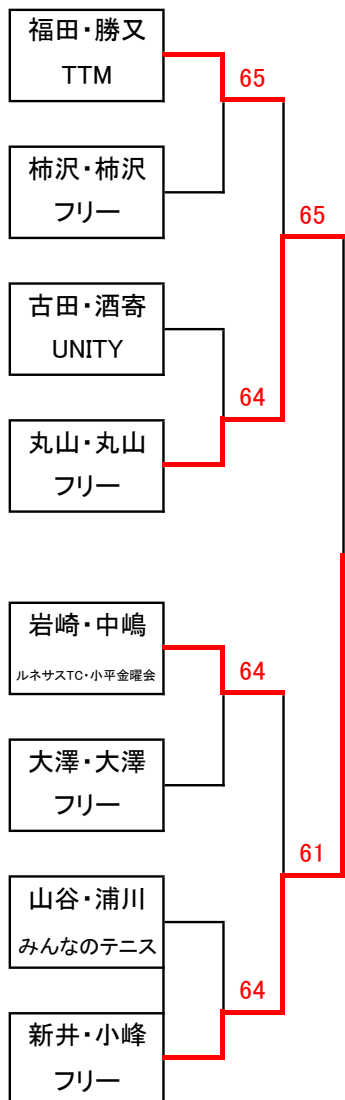 福田・勝又
TTM
65
柿沢・柿沢
フリー
65
古田・酒寄
UNITY
64
丸山・丸山
フリー
岩崎・中嶋
ルネサスTC・小平金曜会
64
大澤・大澤
フリー
61
山谷・浦川
みんなのテニス
64
新井・小峰
フリー